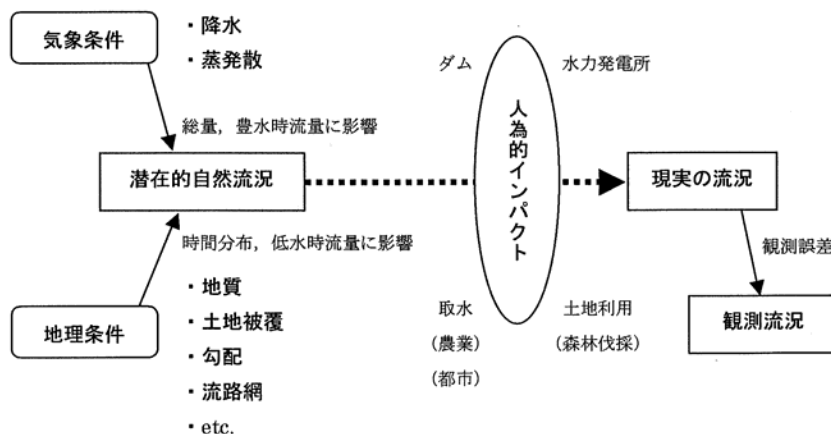 気象条件
・降水
・蒸発散
ダム
水力発電所
総量，豊水時流量に影響
潜在的自然流況
人為的インパクト
現実の流況
時間分布，低水時流量に影響
観測誤差
地理条件
・地質
・土地被覆
・勾配
・流路網
・etc.
取水
(農業)
(都市)
土地利用
(森林伐採)
観測流況